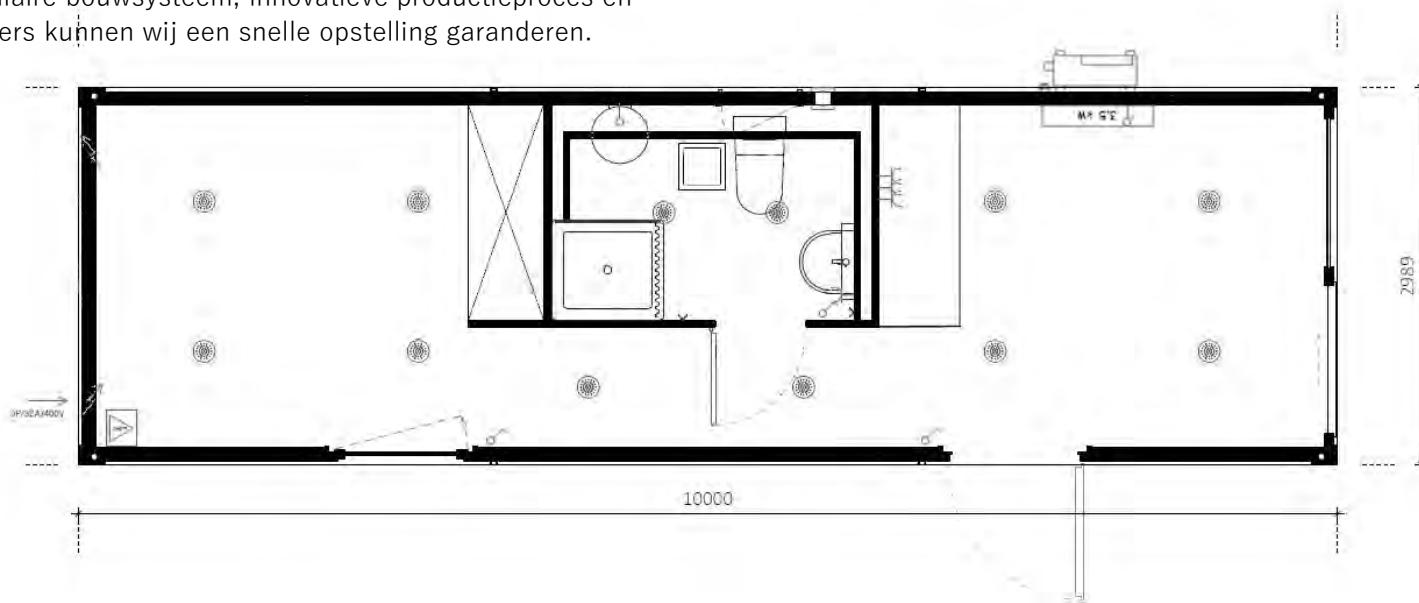 laire bouwsysteem, innovatieve productieproces en
ers kunnen wij een snelle opstelling garanderen.
3,5 kW
2989
3P/32A/400V
10000